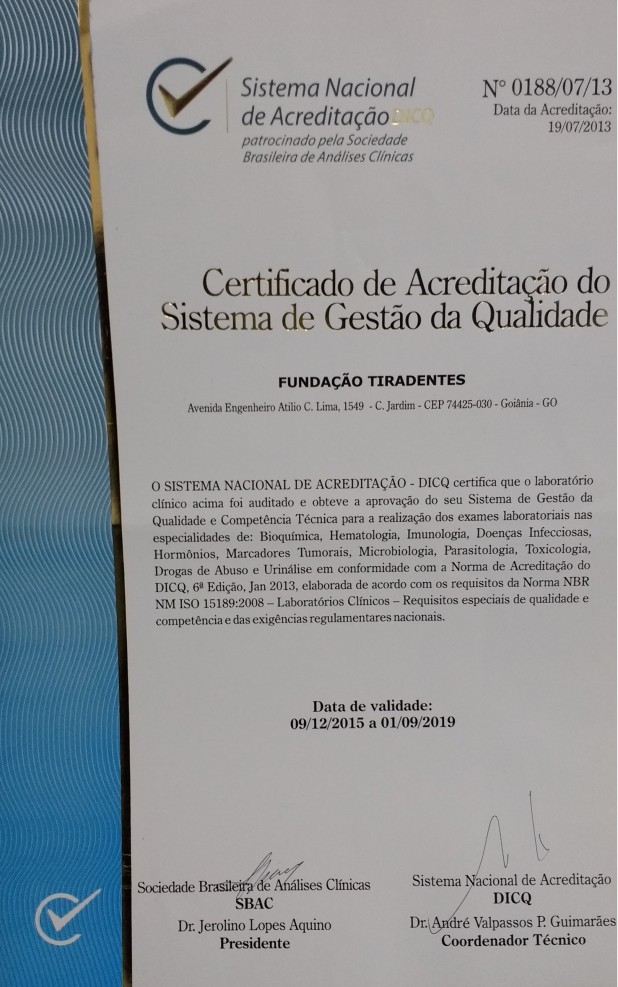 Sistema Nacional
de Acreditação DICQ
patrocinado pela Sociedade
Brasileira de Análises Clínicas
N° 0188/07/13
Data da Acreditação:
19/07/2013
Certificado de Acreditação do
Sistema de Gestão da Qualidade
FUNDAÇÃO TIRADENTES
Avenida Engenheiro Atilio C. Lima, 1549 - C. Jardim - CEP 74425-030 - Goiânia - GO
O SISTEMA NACIONAL DE ACREDITAÇÃO - DICQ certifica que o laboratório
clínico acima foi auditado e obteve a aprovação do seu Sistema de Gestão da
Qualidade e Competência Técnica para a realização dos exames laboratoriais nas
especialidades de: Bioquímica, Hematologia, Imunologia, Doenças Infecciosas,
Hormônios, Marcadores Tumorais, Microbiologia, Parasitologia, Toxicologia,
Drogas de Abuso e Urinálise em conformidade com a Norma de Acreditação do
DICQ, 6ª Edição, Jan 2013, elaborada de acordo com os requisitos da Norma NBR
NM ISO 15189:2008 – Laboratórios Clínicos – Requisitos especiais de qualidade e
competência e das exigências regulamentares nacionais.
Data de validade:
09/12/2015 a 01/09/2019
Sociedade Brasileira de Análises Clínicas
SBAC
Dr. Jerolino Lopes Aquino
Presidente
Sistema Nacional de Acreditação
DICQ
Dr. André Valpassos P. Guimarães
Coordenador Técnico